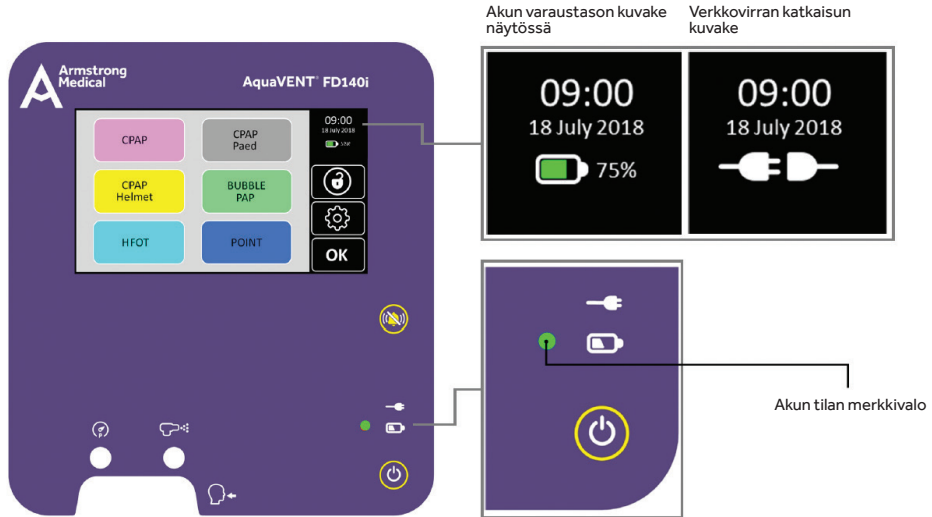 Akun varaustason kuvake
näytössä
Verkkovirran katkaisun
kuvake
Armstrong
Medical
AquaVENT® FD140i
CPAP
CPAP
Paed
CPAP
Helmet
BUBBLE
PAP
HFOT
POINT
09:00
18 July 2018
OK
09:00
18 July 2018
75%
09:00
18 July 2018
Akun tilan merkkivalo